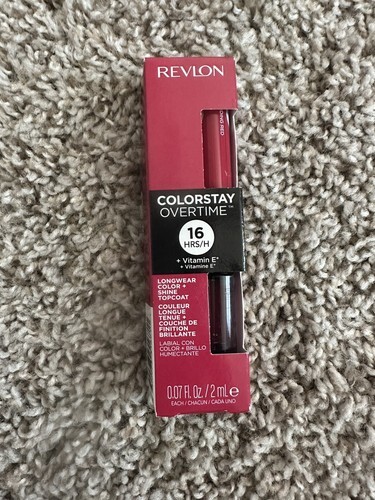 REVLON
COLORSTAY
OVERTIME™
16
HRS/H
+ Vitamin E*
+ Vitamine E*
LONGWEAR
COLOR +
SHINE
TOPCOAT
COULEUR
LONGUE
TENUE +
COUCHE DE
FINITION
BRILLANTE
LABIAL CON
COLOR + BRILLO
HUMECTANTE
0.07 Fl. Oz. / 2 mL e
EACH / CHACUN / CADA UNO
RED